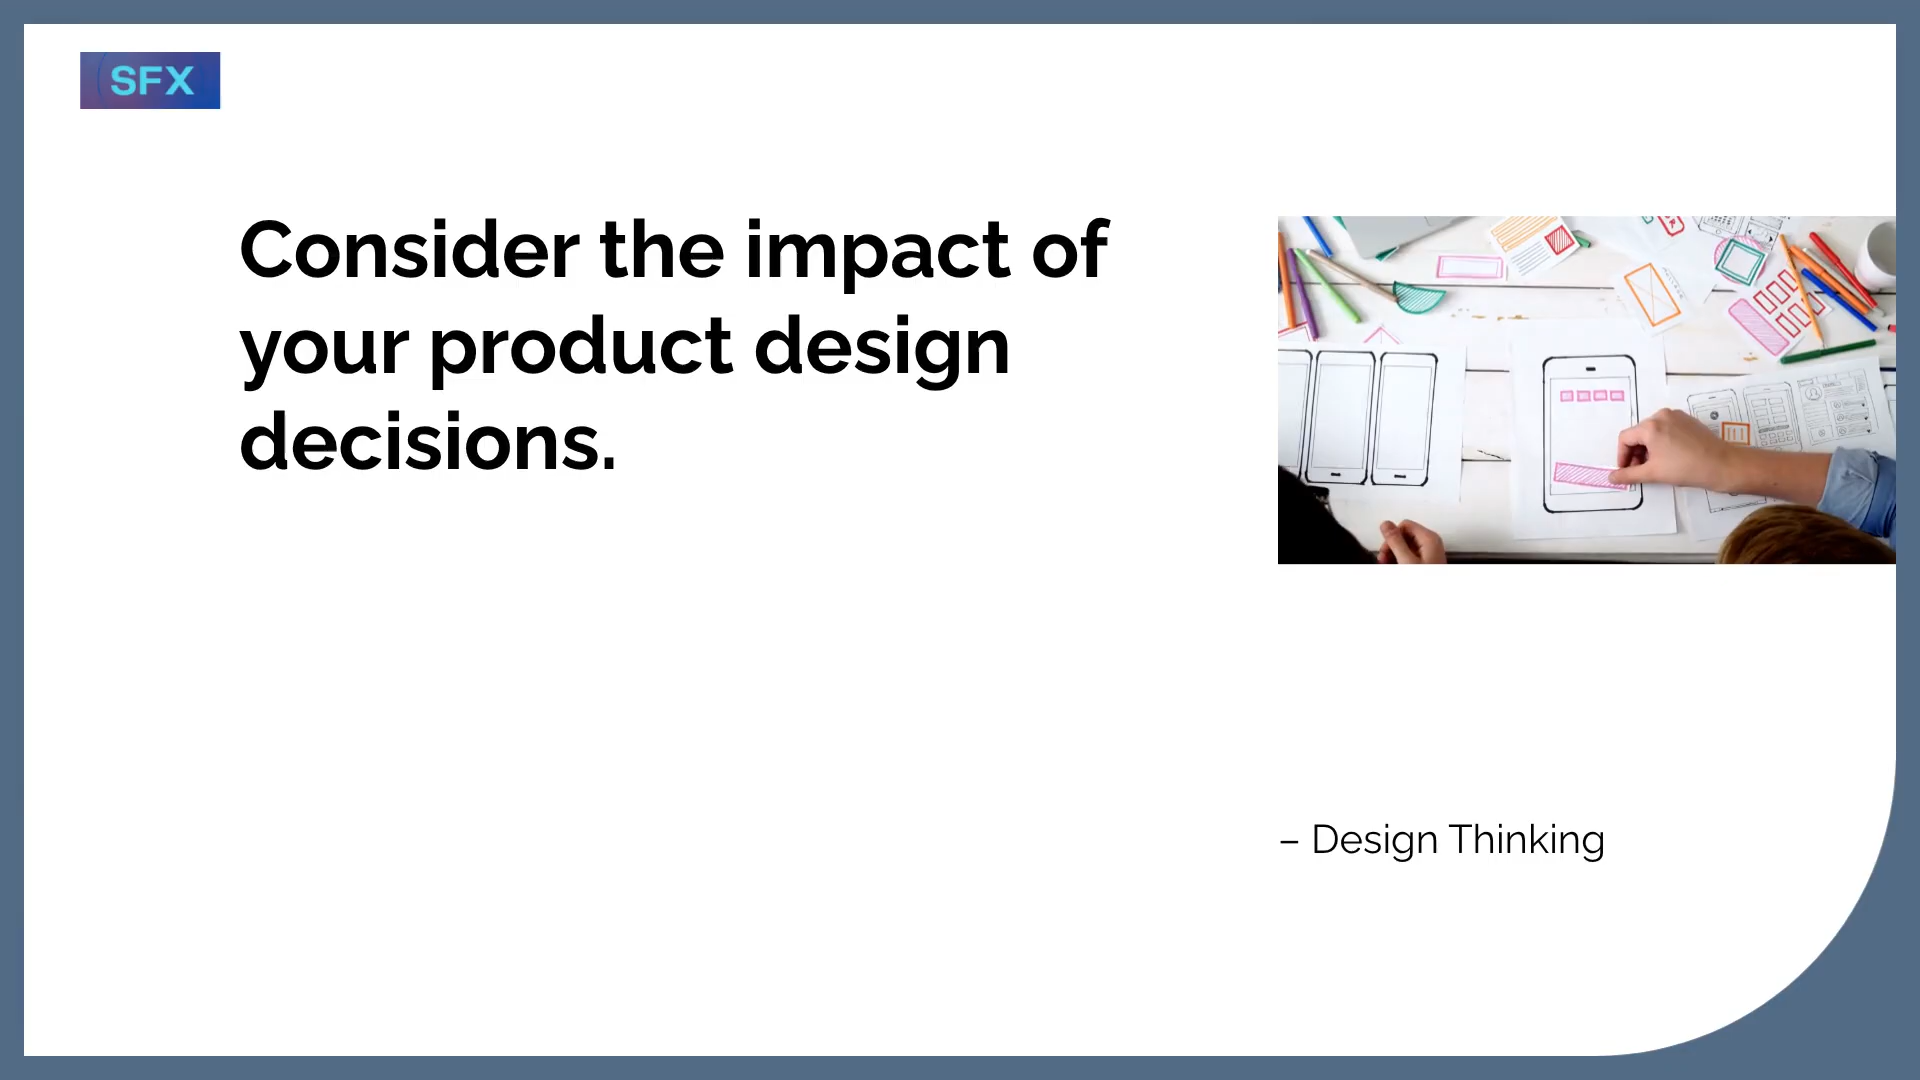 SFX
Consider the impact of
your product design
decisions.
– Design Thinking